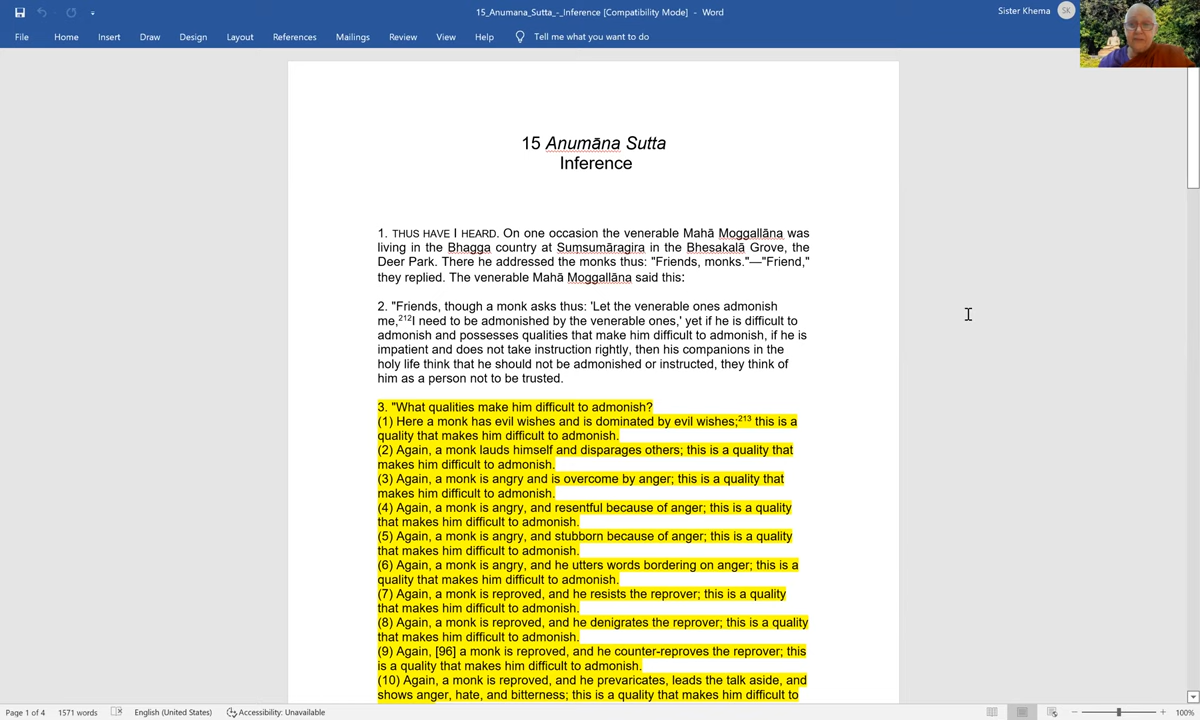 15_Anumana_Sutta_-_Inference [Compatibility Mode] - Word
Sister Khema
SK
File Home Insert Draw Design Layout References Mailings Review View Help Tell me what you want to do
15 Anumāna Sutta
Inference
1. THUS HAVE I HEARD. On one occasion the venerable Mahā Moggallāna was
living in the Bhagga country at Suṃsumāragira in the Bhesakaḷā Grove, the
Deer Park. There he addressed the monks thus: "Friends, monks."—"Friend,"
they replied. The venerable Mahā Moggallāna said this:
2. "Friends, though a monk asks thus: 'Let the venerable ones admonish
me,²¹²I need to be admonished by the venerable ones,' yet if he is difficult to
admonish and possesses qualities that make him difficult to admonish, if he is
impatient and does not take instruction rightly, then his companions in the
holy life think that he should not be admonished or instructed, they think of
him as a person not to be trusted.
3. "What qualities make him difficult to admonish?
(1) Here a monk has evil wishes and is dominated by evil wishes;²¹³ this is a
quality that makes him difficult to admonish.
(2) Again, a monk lauds himself and disparages others; this is a quality that
makes him difficult to admonish.
(3) Again, a monk is angry and is overcome by anger; this is a quality that
makes him difficult to admonish.
(4) Again, a monk is angry, and resentful because of anger; this is a quality
that makes him difficult to admonish.
(5) Again, a monk is angry, and stubborn because of anger; this is a quality
that makes him difficult to admonish.
(6) Again, a monk is angry, and he utters words bordering on anger; this is a
quality that makes him difficult to admonish.
(7) Again, a monk is reproved, and he resists the reprover; this is a quality
that makes him difficult to admonish.
(8) Again, a monk is reproved, and he denigrates the reprover; this is a quality
that makes him difficult to admonish.
(9) Again, [96] a monk is reproved, and he counter-reproves the reprover; this
is a quality that makes him difficult to admonish.
(10) Again, a monk is reproved, and he prevaricates, leads the talk aside, and
shows anger, hate, and bitterness; this is a quality that makes him difficult to
Page 1 of 4 1571 words English (United States) Accessibility: Unavailable 100%